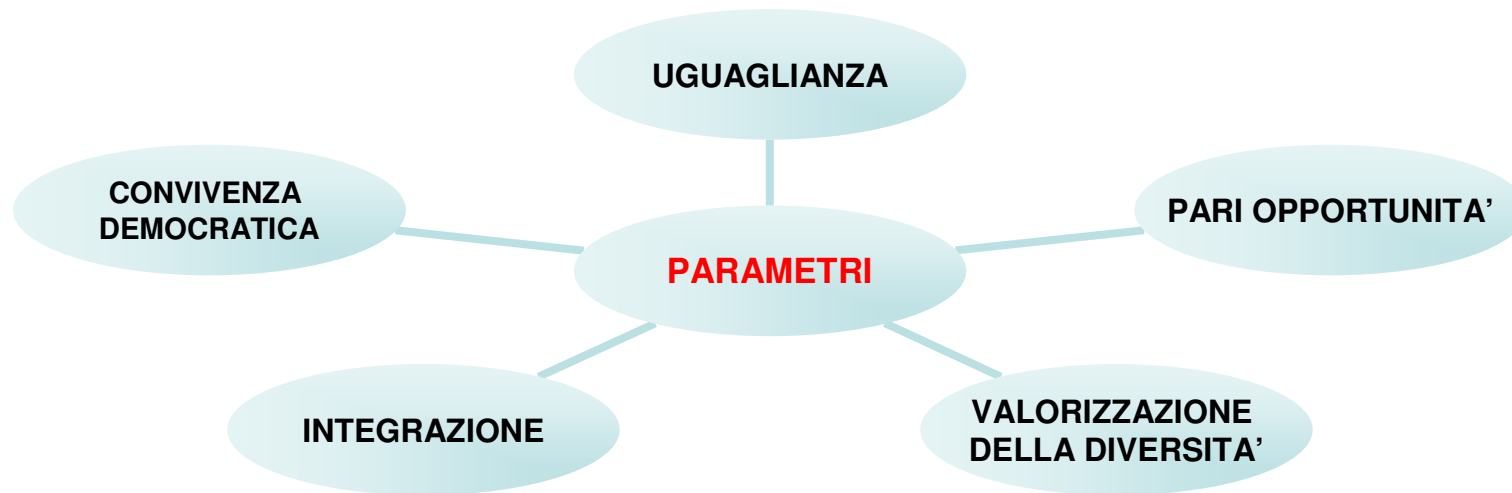 UGUAGLIANZA
CONVIVENZA
DEMOCRATICA
PARI OPPORTUNITA’
PARAMETRI
INTEGRAZIONE
VALORIZZAZIONE
DELLA DIVERSITA’